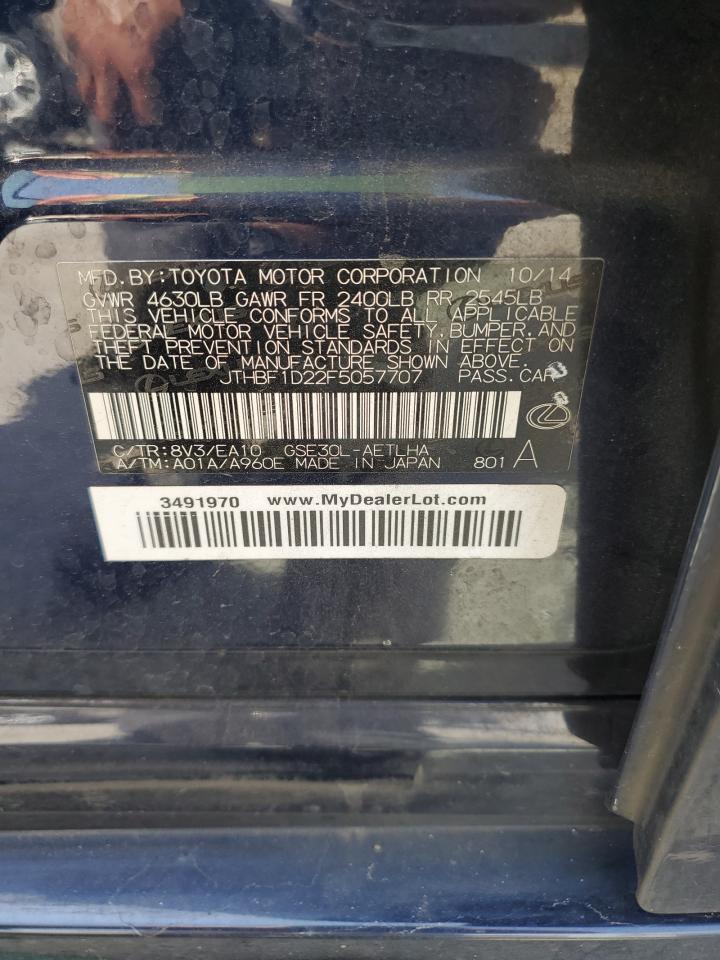 MFD.BY:TOYOTA MOTOR CORPORATION 10/14
GVWR 4630LB GAWR FR 2400LB RR 2545LB
THIS VEHICLE CONFORMS TO ALL APPLICABLE
FEDERAL MOTOR VEHICLE SAFETY, BUMPER, AND
THEFT PREVENTION STANDARDS IN EFFECT ON
THE DATE OF MANUFACTURE SHOWN ABOVE.
JTHBF1D22F5057707 PASS.CAR
C/TR:8V3/EA10 GSE30L-AETLHA
A/TM:A01A/A960E MADE IN JAPAN 801 A
3491970 www.MyDealerLot.com